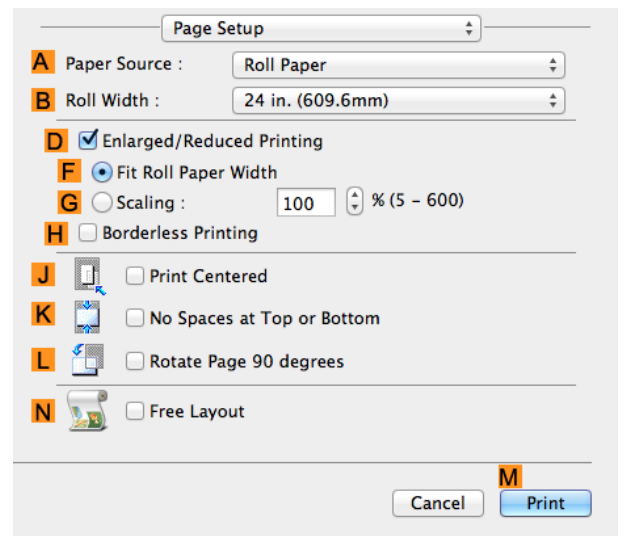 Page Setup
A Paper Source : Roll Paper
B Roll Width : 24 in. (609.6mm)
D Enlarged/Reduced Printing
F Fit Roll Paper Width
G Scaling : 100 % (5 – 600)
H Borderless Printing
J Print Centered
K No Spaces at Top or Bottom
L Rotate Page 90 degrees
N Free Layout
M
Cancel Print